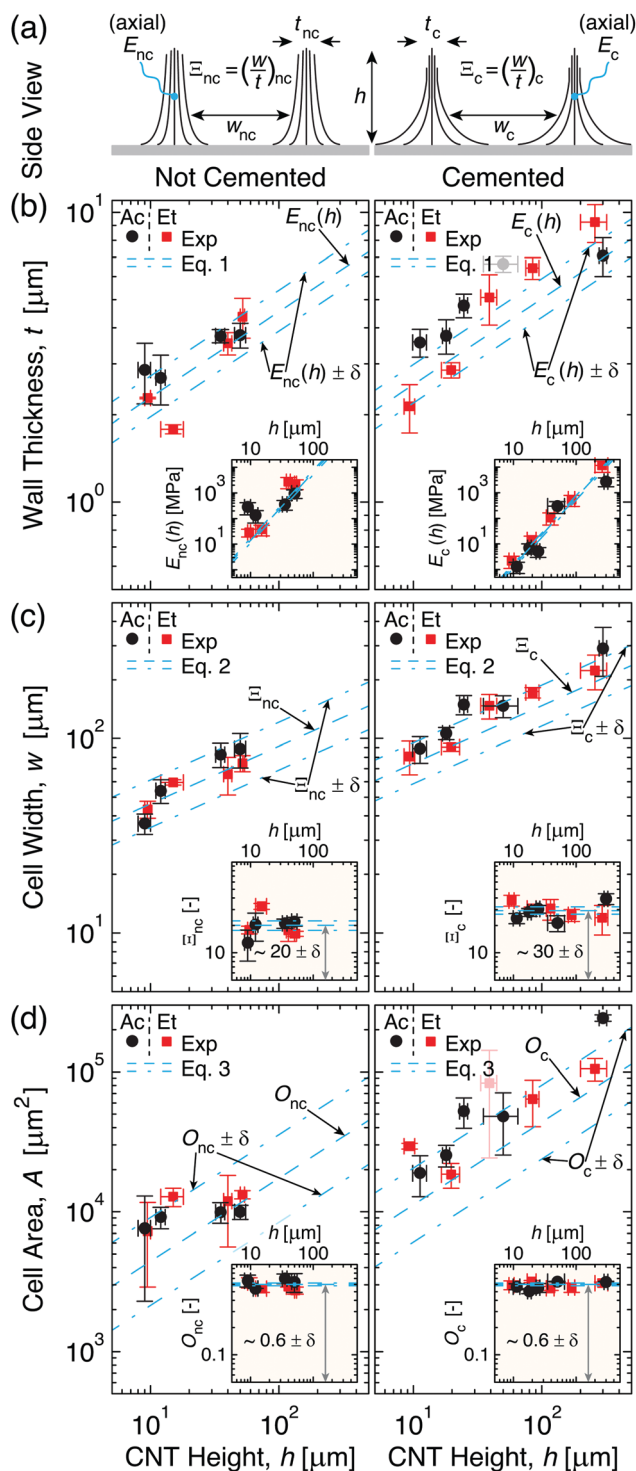 (a)
Side View
(axial)
E_nc
t_nc
Ξ_nc = (w/t)_nc
w_nc
h
t_c
Ξ_c = (w/t)_c
w_c
(axial)
E_c
Not Cemented
Cemented
(b)
Wall Thickness, t [μm]
10^1
10^0
Ac Et
Exp
Eq. 1
E_nc(h)
E_nc(h) ± δ
h [μm]
10 100
E_nc(h) [MPa]
10^3
10^1
Ac Et
Exp
Eq. 1
E_c(h)
E_c(h) ± δ
h [μm]
10 100
E_c(h) [MPa]
10^3
10^1
(c)
Cell Width, w [μm]
10^2
10^1
Ac Et
Exp
Eq. 2
Ξ_nc
Ξ_nc ± δ
h [μm]
10 100
Ξ_nc [-]
10
~ 20 ± δ
Ac Et
Exp
Eq. 2
Ξ_c
Ξ_c ± δ
h [μm]
10 100
Ξ_c [-]
10
~ 30 ± δ
(d)
Cell Area, A [μm^2]
10^5
10^4
10^3
Ac Et
Exp
Eq. 3
O_nc
O_nc ± δ
h [μm]
10 100
O_nc [-]
0.1
~ 0.6 ± δ
Ac Et
Exp
Eq. 3
O_c
O_c ± δ
h [μm]
10 100
O_c [-]
0.1
~ 0.6 ± δ
10^1 10^2
10^1 10^2
CNT Height, h [μm]
CNT Height, h [μm]